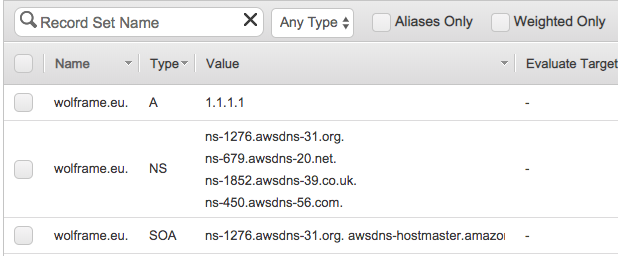 Record Set Name
Any Type
Aliases Only
Weighted Only
Name Type Value Evaluate Target
wolframe.eu. A 1.1.1.1 -
ns-1276.awsdns-31.org.
ns-679.awsdns-20.net.
wolframe.eu. NS -
ns-1852.awsdns-39.co.uk.
ns-450.awsdns-56.com.
wolframe.eu. SOA ns-1276.awsdns-31.org. awsdns-hostmaster.amazo -